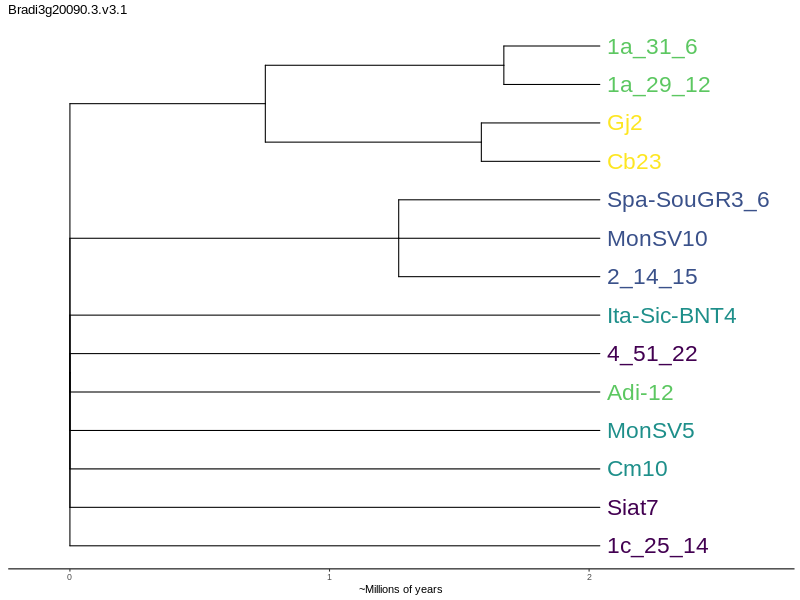 Bradi3g20090.3.v3.1
1a_31_6
1a_29_12
Gj2
Cb23
Spa-SouGR3_6
MonSV10
2_14_15
Ita-Sic-BNT4
4_51_22
Adi-12
MonSV5
Cm10
Siat7
1c_25_14
0 1 2
~Millions of years